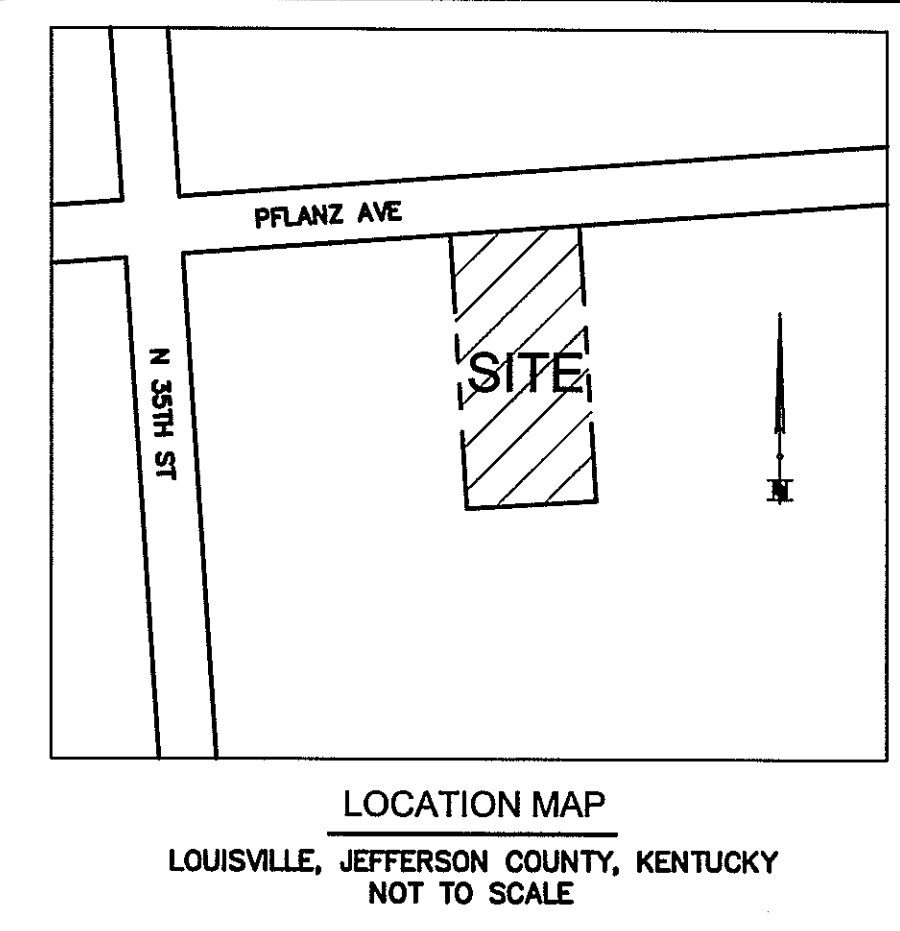 PFLANZ AVE
N 35TH ST
SITE
N
LOCATION MAP
LOUISVILLE, JEFFERSON COUNTY, KENTUCKY
NOT TO SCALE